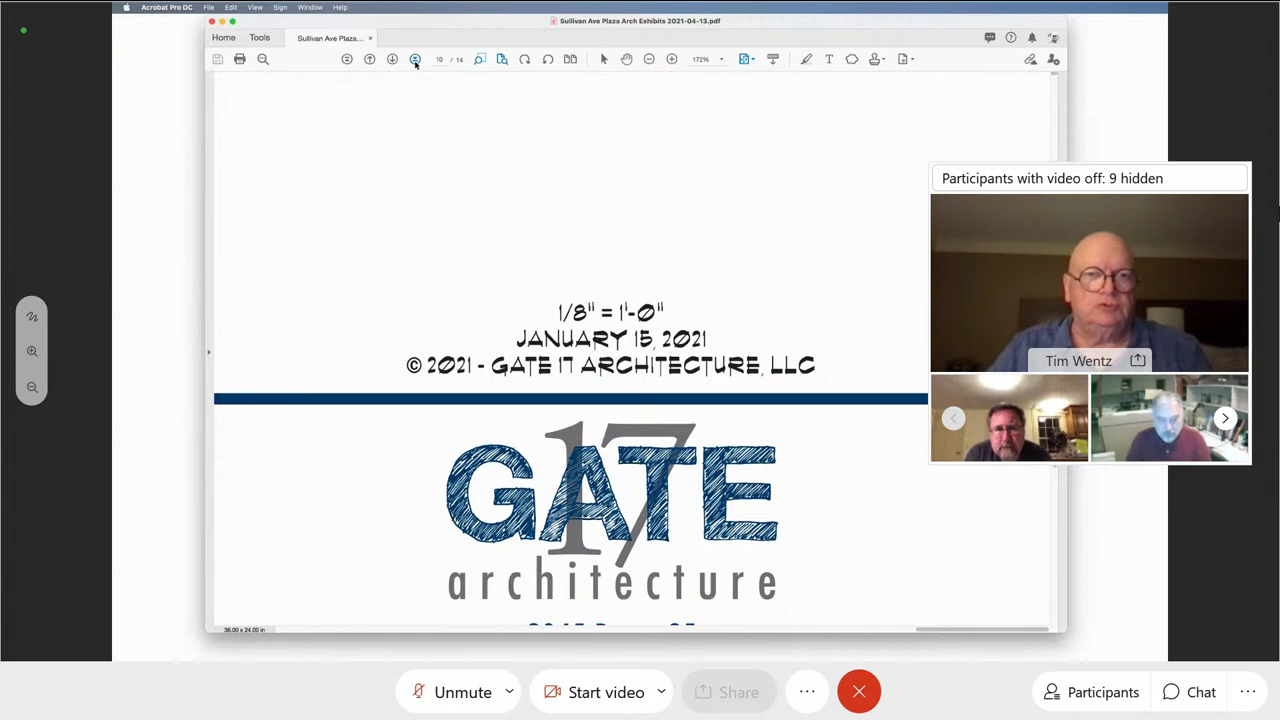 Acrobat Pro DC File Edit View Sign Window Help
Sullivan Ave Plaza Arch Exhibits 2021-04-13.pdf
Home Tools Sullivan Ave Plaza... ×
10 / 14 172%
Participants with video off: 9 hidden
1/8" = 1'-0"
JANUARY 15, 2021
© 2021 - GATE 17 ARCHITECTURE, LLC
Tim Wentz
17
GATE
architecture
36.00 x 24.00 in
Unmute
Start video
Share
Participants
Chat